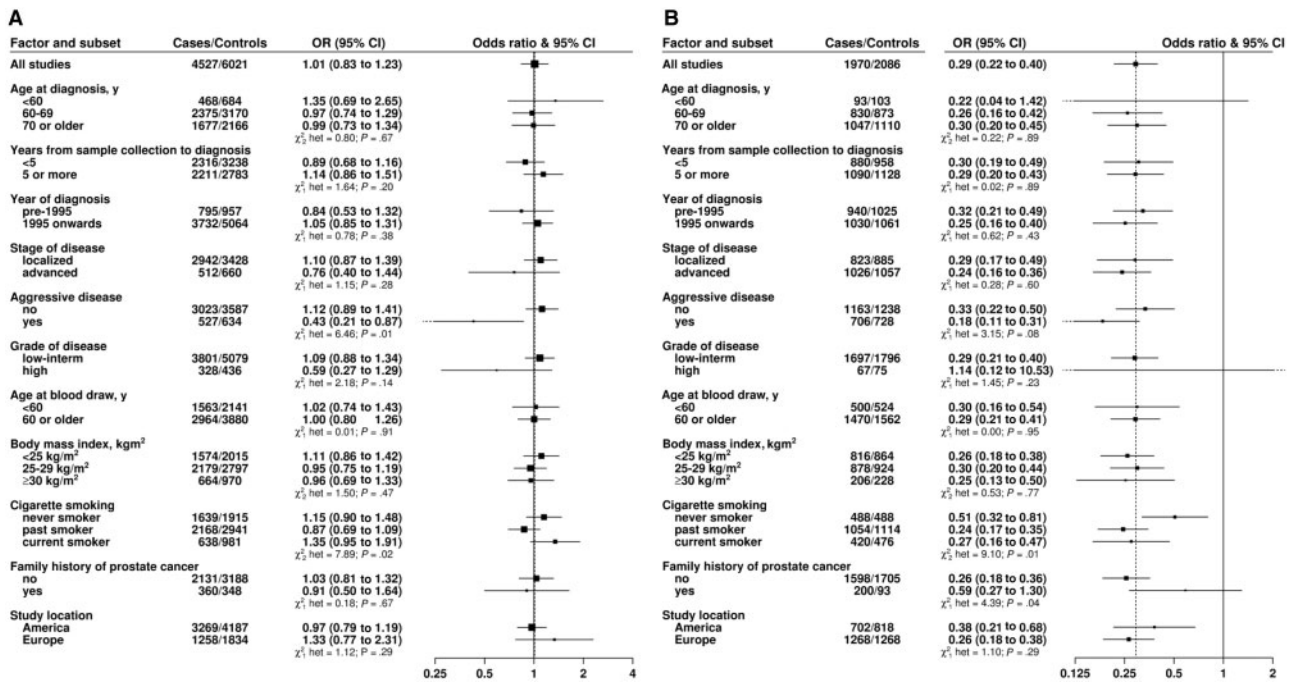 A
Factor and subset Cases/Controls OR (95% CI) Odds ratio & 95% CI
All studies 4527/6021 1.01 (0.83 to 1.23)
Age at diagnosis, y
<60 468/684 1.35 (0.69 to 2.65)
60-69 2375/3170 0.97 (0.74 to 1.29)
70 or older 1677/2166 0.99 (0.73 to 1.34)
χ²₂ het = 0.80; P = .67
Years from sample collection to diagnosis
<5 2316/3238 0.89 (0.68 to 1.16)
5 or more 2211/2783 1.14 (0.86 to 1.51)
χ²₁ het = 1.64; P = .20
Year of diagnosis
pre-1995 795/957 0.84 (0.53 to 1.32)
1995 onwards 3732/5064 1.05 (0.85 to 1.31)
χ²₁ het = 0.78; P = .38
Stage of disease
localized 2942/3428 1.10 (0.87 to 1.39)
advanced 512/660 0.76 (0.40 to 1.44)
χ²₁ het = 1.15; P = .28
Aggressive disease
no 3023/3587 1.12 (0.89 to 1.41)
yes 527/634 0.43 (0.21 to 0.87)
χ²₁ het = 6.46; P = .01
Grade of disease
low-interm 3801/5079 1.09 (0.88 to 1.34)
high 328/436 0.59 (0.27 to 1.29)
χ²₁ het = 2.18; P = .14
Age at blood draw, y
<60 1563/2141 1.02 (0.74 to 1.43)
60 or older 2964/3880 1.00 (0.80 1.26)
χ²₁ het = 0.01; P = .91
Body mass index, kgm²
<25 kg/m² 1574/2015 1.11 (0.86 to 1.42)
25-29 kg/m² 2179/2797 0.95 (0.75 to 1.19)
≥30 kg/m² 664/970 0.96 (0.69 to 1.33)
χ²₂ het = 1.50; P = .47
Cigarette smoking
never smoker 1639/1915 1.15 (0.90 to 1.48)
past smoker 2168/2941 0.87 (0.69 to 1.09)
current smoker 638/981 1.35 (0.95 to 1.91)
χ²₂ het = 7.89; P = .02
Family history of prostate cancer
no 2131/3188 1.03 (0.81 to 1.32)
yes 360/348 0.91 (0.50 to 1.64)
χ²₁ het = 0.18; P = .67
Study location
America 3269/4187 0.97 (0.79 to 1.19)
Europe 1258/1834 1.33 (0.77 to 2.31)
χ²₁ het = 1.12; P = .29
0.25 0.5 1 2 4
B
Factor and subset Cases/Controls OR (95% CI) Odds ratio & 95% CI
All studies 1970/2086 0.29 (0.22 to 0.40)
Age at diagnosis, y
<60 93/103 0.22 (0.04 to 1.42)
60-69 830/873 0.26 (0.16 to 0.42)
70 or older 1047/1110 0.30 (0.20 to 0.45)
χ²₂ het = 0.22; P = .89
Years from sample collection to diagnosis
<5 880/958 0.30 (0.19 to 0.49)
5 or more 1090/1128 0.29 (0.20 to 0.43)
χ²₁ het = 0.02; P = .89
Year of diagnosis
pre-1995 940/1025 0.32 (0.21 to 0.49)
1995 onwards 1030/1061 0.25 (0.16 to 0.40)
χ²₁ het = 0.62; P = .43
Stage of disease
localized 823/885 0.29 (0.17 to 0.49)
advanced 1026/1057 0.24 (0.16 to 0.36)
χ²₁ het = 0.28; P = .60
Aggressive disease
no 1163/1238 0.33 (0.22 to 0.50)
yes 706/728 0.18 (0.11 to 0.31)
χ²₁ het = 3.15; P = .08
Grade of disease
low-interm 1697/1796 0.29 (0.21 to 0.40)
high 67/75 1.14 (0.12 to 10.53)
χ²₁ het = 1.45; P = .23
Age at blood draw, y
<60 500/524 0.30 (0.16 to 0.54)
60 or older 1470/1562 0.29 (0.21 to 0.41)
χ²₁ het = 0.00; P = .95
Body mass index, kgm²
<25 kg/m² 816/864 0.26 (0.18 to 0.38)
25-29 kg/m² 878/924 0.30 (0.20 to 0.44)
≥30 kg/m² 206/228 0.25 (0.13 to 0.50)
χ²₂ het = 0.53; P = .77
Cigarette smoking
never smoker 488/488 0.51 (0.32 to 0.81)
past smoker 1054/1114 0.24 (0.17 to 0.35)
current smoker 420/476 0.27 (0.16 to 0.47)
χ²₂ het = 9.10; P = .01
Family history of prostate cancer
no 1598/1705 0.26 (0.18 to 0.36)
yes 200/93 0.59 (0.27 to 1.30)
χ²₁ het = 4.39; P = .04
Study location
America 702/818 0.38 (0.21 to 0.68)
Europe 1268/1268 0.26 (0.18 to 0.38)
χ²₁ het = 1.10; P = .29
0.125 0.25 0.5 1 2